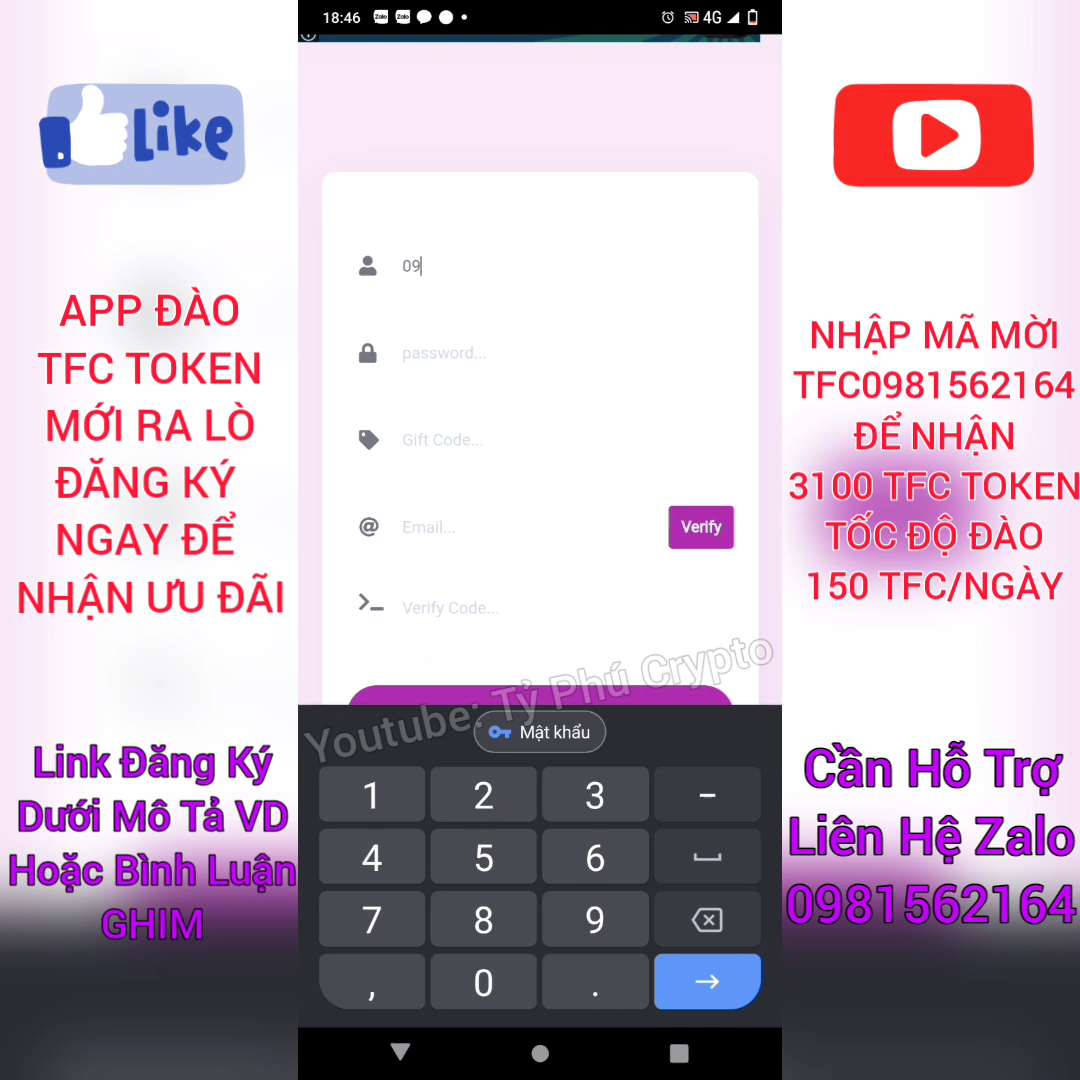 18:46
Zalo
Zalo
4G
Like
APP ĐÀO
TFC TOKEN
MỚI RA LÒ
ĐĂNG KÝ
NGAY ĐỂ
NHẬN ƯU ĐÃI
Link Đăng Ký
Dưới Mô Tả VD
Hoặc Bình Luận
GHIM
09
password...
Gift Code...
@
Email...
Verify
Verify Code...
Youtube: Tỷ Phú Crypto
Mật khẩu
1 2 3 –
4 5 6
7 8 9
, 0 .
NHẬP MÃ MỜI
TFC0981562164
ĐỂ NHẬN
3100 TFC TOKEN
TỐC ĐỘ ĐÀO
150 TFC/NGÀY
Cần Hỗ Trợ
Liên Hệ Zalo
0981562164